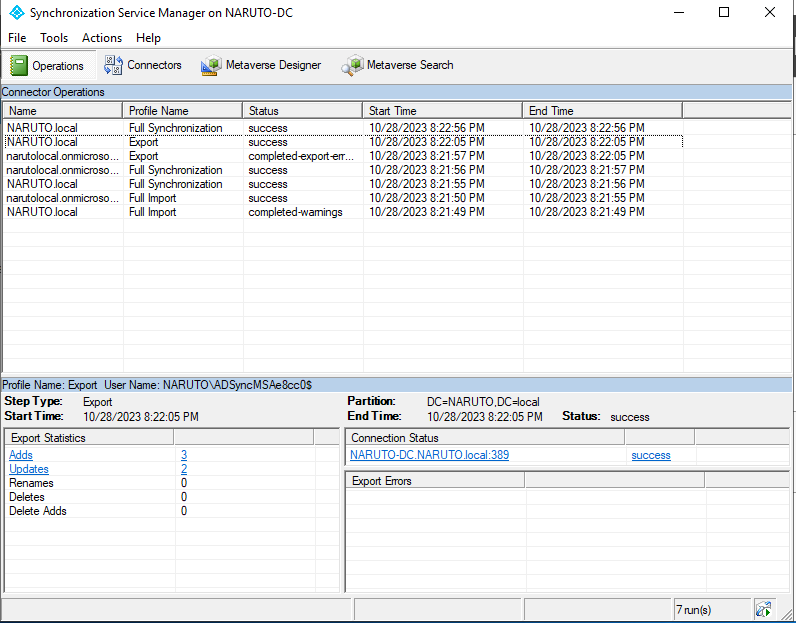 Synchronization Service Manager on NARUTO-DC
File Tools Actions Help
Operations Connectors Metaverse Designer Metaverse Search
Connector Operations
Name Profile Name Status Start Time End Time
NARUTO.local Full Synchronization success 10/28/2023 8:22:56 PM 10/28/2023 8:22:56 PM
NARUTO.local Export success 10/28/2023 8:22:05 PM 10/28/2023 8:22:05 PM
narutolocal.onmicroso... Export completed-export-err... 10/28/2023 8:21:57 PM 10/28/2023 8:22:05 PM
narutolocal.onmicroso... Full Synchronization success 10/28/2023 8:21:56 PM 10/28/2023 8:21:57 PM
NARUTO.local Full Synchronization success 10/28/2023 8:21:55 PM 10/28/2023 8:21:56 PM
narutolocal.onmicroso... Full Import success 10/28/2023 8:21:50 PM 10/28/2023 8:21:55 PM
NARUTO.local Full Import completed-warnings 10/28/2023 8:21:49 PM 10/28/2023 8:21:49 PM
Profile Name: Export User Name: NARUTO\ADSyncMSAe8cc0$
Step Type: Export Partition: DC=NARUTO,DC=local
Start Time: 10/28/2023 8:22:05 PM End Time: 10/28/2023 8:22:05 PM Status: success
Export Statistics Connection Status
Adds 3 NARUTO-DC.NARUTO.local:389 success
Updates 2
Renames 0 Export Errors
Deletes 0
Delete Adds 0
7 run(s)